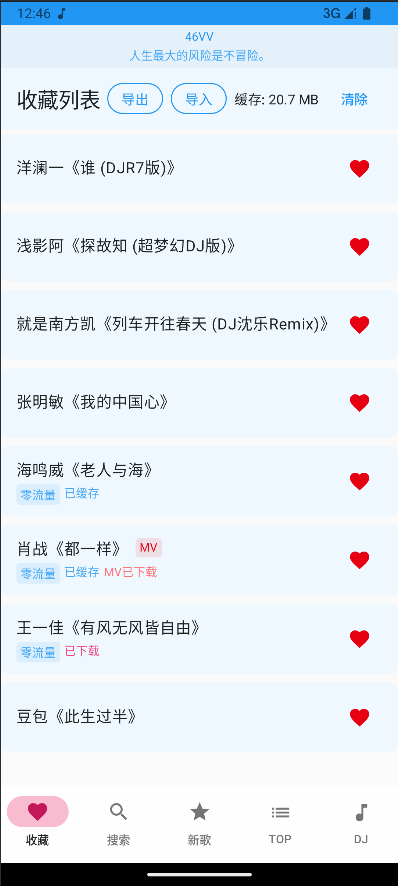 12:46 3G
46VV
人生最大的风险是不冒险。
收藏列表 导出 导入 缓存: 20.7 MB 清除
洋澜一《谁 (DJR7版)》
浅影阿《探故知 (超梦幻DJ版)》
就是南方凯《列车开往春天 (DJ沈乐Remix)》
张明敏《我的中国心》
海鸣威《老人与海》
零流量 已缓存
肖战《都一样》 MV
零流量 已缓存 MV已下载
王一佳《有风无风皆自由》
零流量 已下载
豆包《此生过半》
收藏 搜索 新歌 TOP DJ